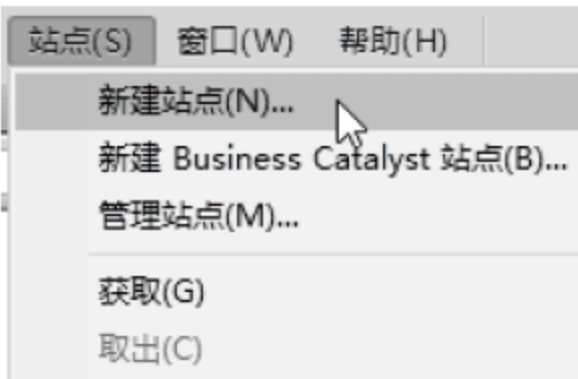 站点(S) 窗口(W) 帮助(H)
新建站点(N)...
新建 Business Catalyst 站点(B)...
管理站点(M)...
获取(G)
取出(C)